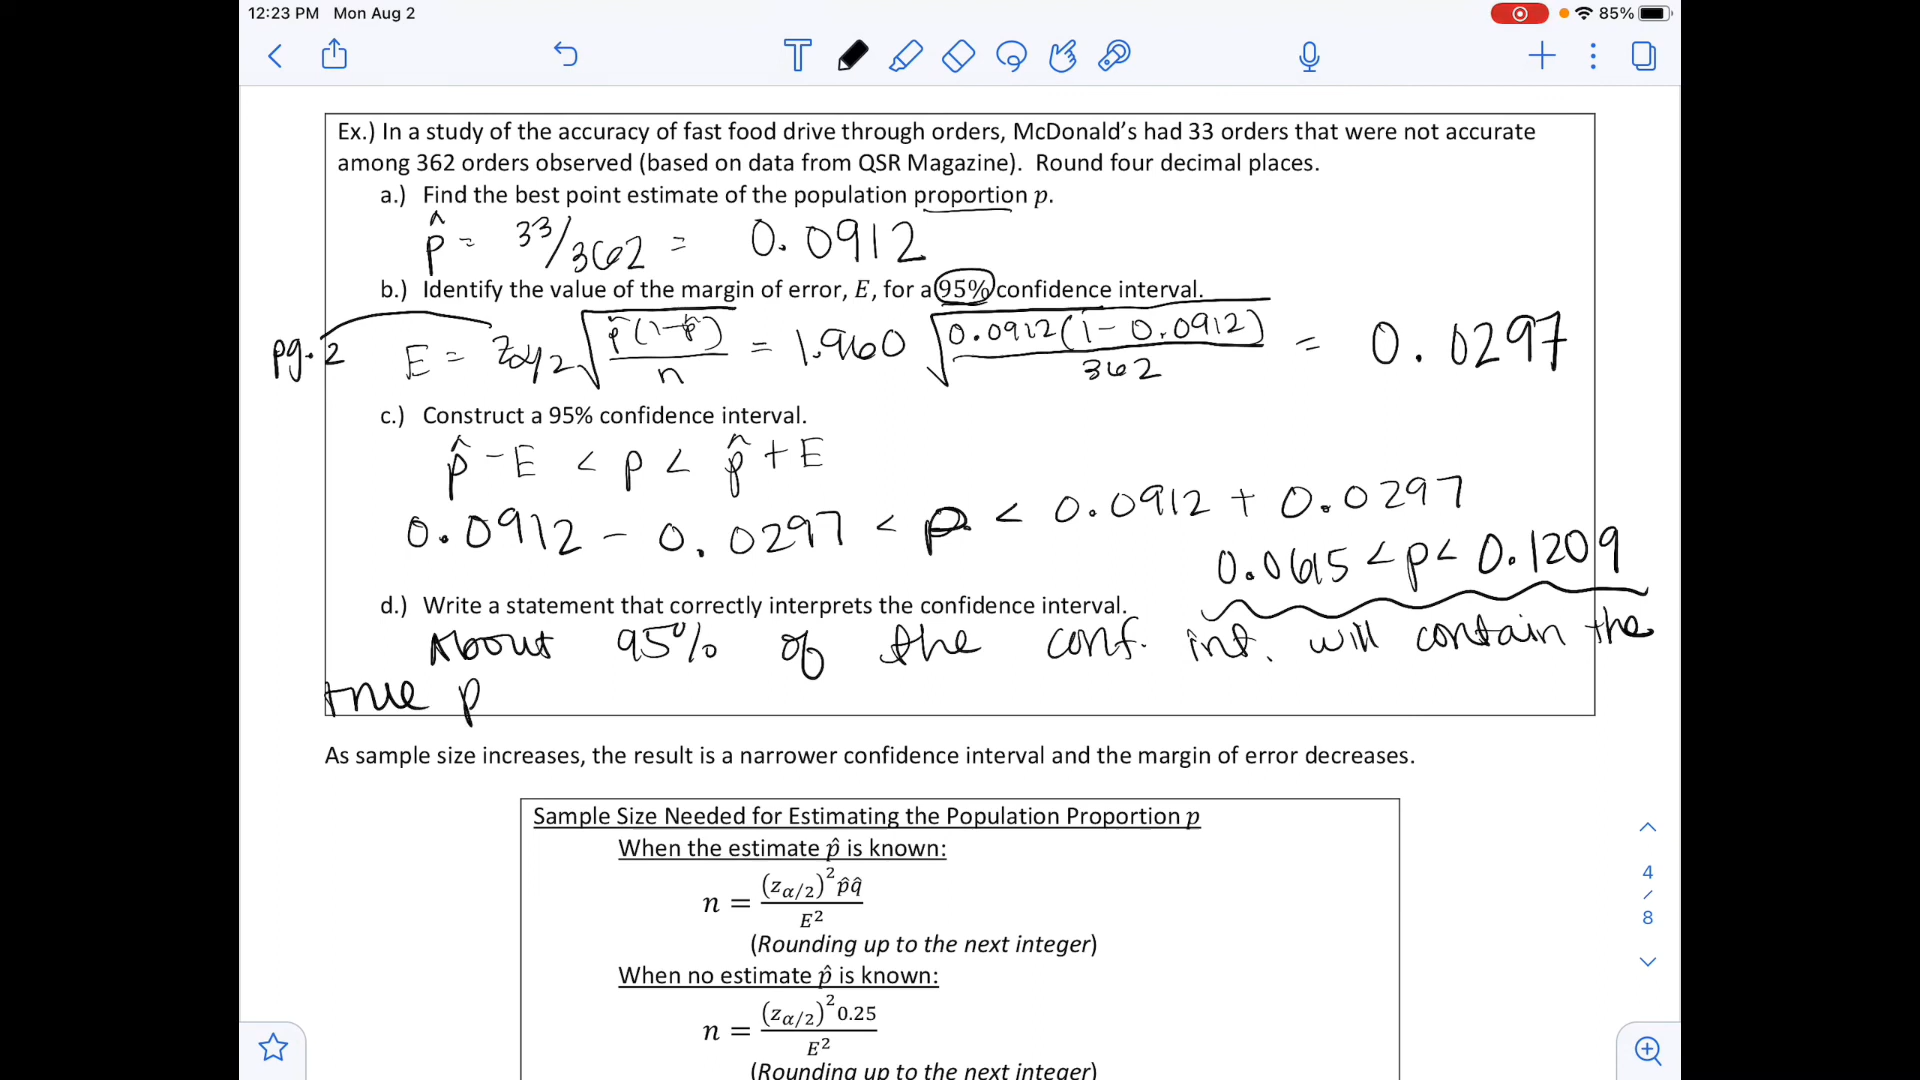 12:23 PM Mon Aug 2
85%
T
Ex.) In a study of the accuracy of fast food drive through orders, McDonald's had 33 orders that were not accurate
among 362 orders observed (based on data from QSR Magazine). Round four decimal places.
a.) Find the best point estimate of the population proportion p.
p̂ = 33/362 = 0.0912
b.) Identify the value of the margin of error, E, for a 95% confidence interval.
pg. 2 E = zα/2 √(p̂(1-p̂)/n) = 1.960 √(0.0912(1-0.0912)/362) = 0.0297
c.) Construct a 95% confidence interval.
p̂ - E < p < p̂ + E
0.0912 - 0.0297 < p < 0.0912 + 0.0297
0.0615 < p < 0.1209
d.) Write a statement that correctly interprets the confidence interval.
About 95% of the conf. int. will contain the
true p
As sample size increases, the result is a narrower confidence interval and the margin of error decreases.
Sample Size Needed for Estimating the Population Proportion p
When the estimate p̂ is known:
n = (zα/2)² p̂q̂ / E²
(Rounding up to the next integer)
When no estimate p̂ is known:
n = (zα/2)² 0.25 / E²
(Rounding up to the next integer)
4
/
8